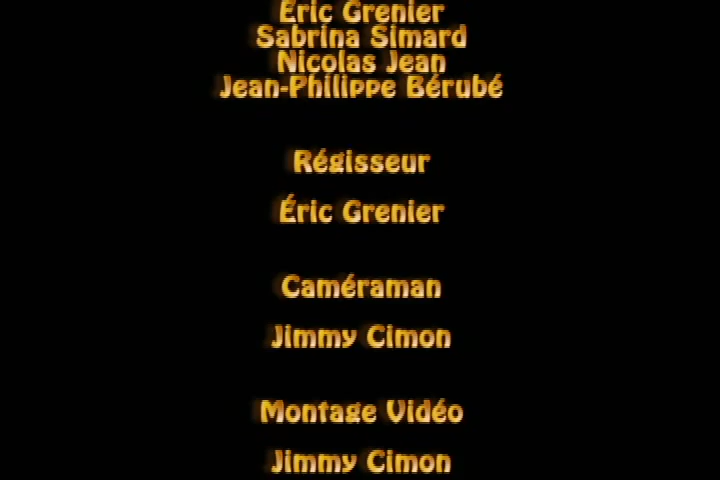 Éric Grenier
Sabrina Simard
Nicolas Jean
Jean-Philippe Bérubé
Régisseur
Éric Grenier
Caméraman
Jimmy Cimon
Montage Vidéo
Jimmy Cimon